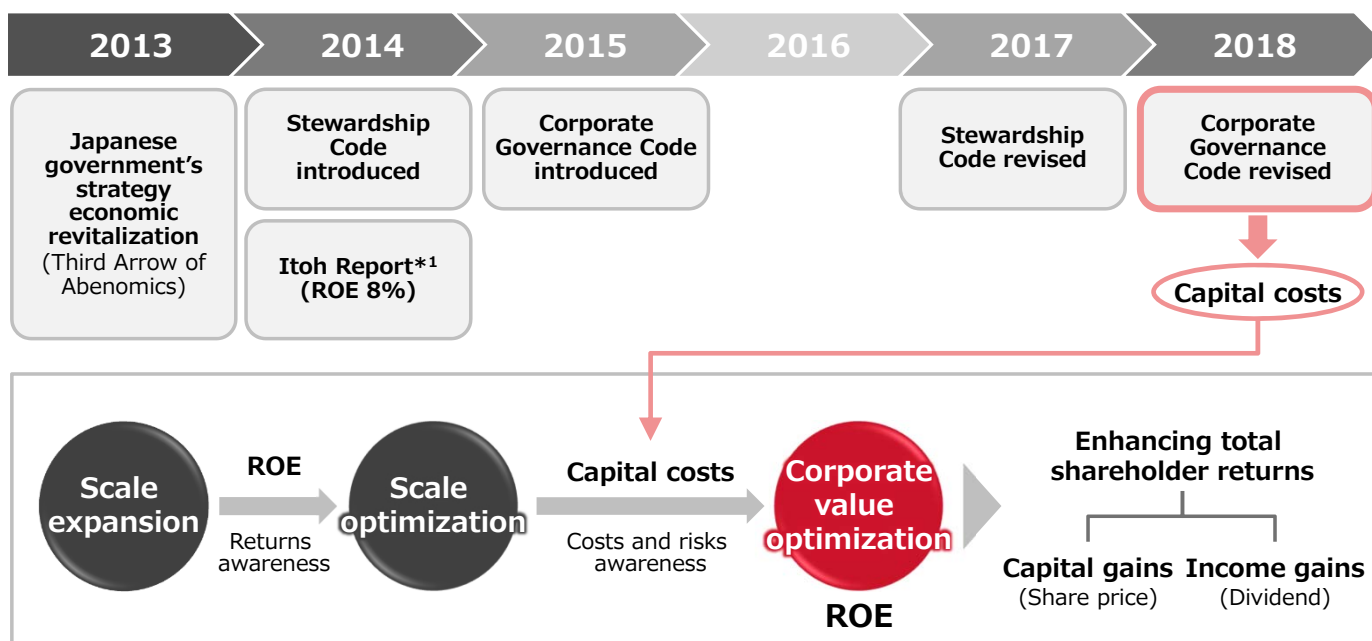 2013
2014
2015
2016
2017
2018
Japanese
government's
strategy
economic
revitalization
(Third Arrow of
Abenomics)
Stewardship
Code
introduced
Itoh Report*1
(ROE 8%)
Corporate
Governance Code
introduced
Stewardship
Code revised
Corporate
Governance
Code revised
Capital costs
Scale
expansion
ROE
Returns
awareness
Scale
optimization
Capital costs
Costs and risks
awareness
Corporate
value
optimization
ROE
Enhancing total
shareholder returns
Capital gains
(Share price)
Income gains
(Dividend)